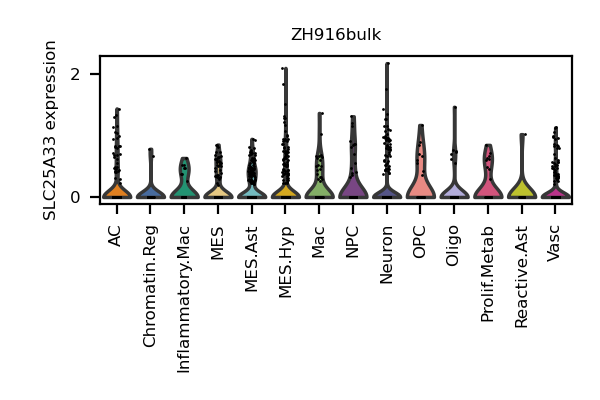 ZH916bulk
SLC25A33 expression
2
0
AC
Chromatin.Reg
Inflammatory.Mac
MES
MES.Ast
MES.Hyp
Mac
NPC
Neuron
OPC
Oligo
Prolif.Metab
Reactive.Ast
Vasc